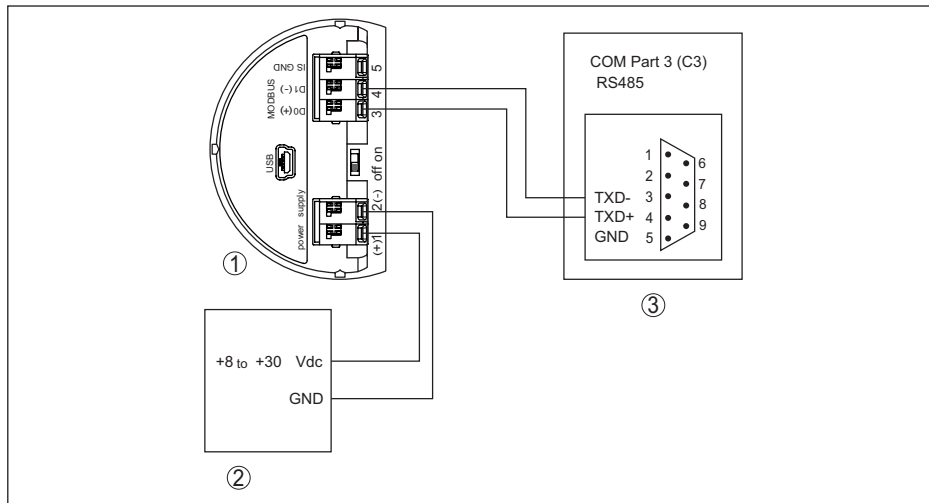 IS GND
5
MODBUS
D1 (-)
4
D0 (+)
3
USB
off on
power supply
2(-)
(+)1
①
+8 to +30 Vdc
GND
②
COM Part 3 (C3)
RS485
1
6
2
7
TXD- 3
8
TXD+ 4
9
GND 5
③